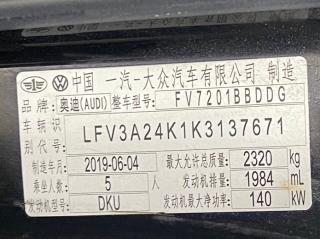 中国 一汽-大众汽车有限公司 制造
品牌: 奥迪(AUDI) 整车型号: FV7201BBDDG
车辆识别代号: LFV3A24K1K3137671
制造年月 2019-06-04 最大允许总质量 2320 kg
乘坐人数 5 发动机排量 1984 mL
发动机型号 DKU 发动机最大净功率 140 kW